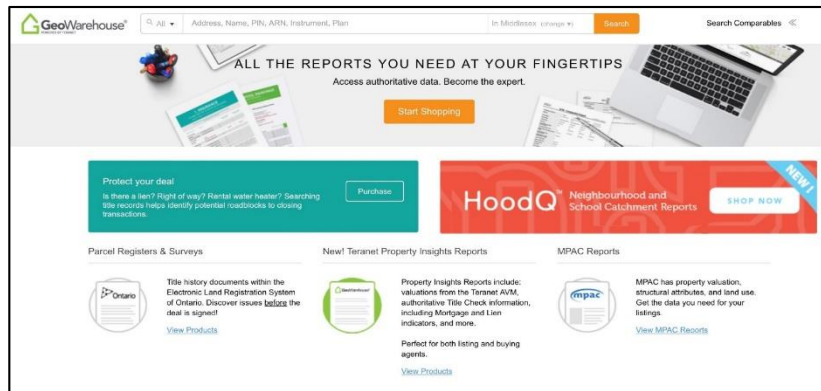 GeoWarehouse®
POWERED BY TERANET
All
Address, Name, PIN, ARN, Instrument, Plan
In Middlesex (change ▾)
Search
Search Comparables
ALL THE REPORTS YOU NEED AT YOUR FINGERTIPS
Access authoritative data. Become the expert.
Start Shopping
Protect your deal
Is there a lien? Right of way? Rental water heater? Searching
title records helps identify potential roadblocks to closing
transactions.
Purchase
HoodQ™
Neighbourhood and
School Catchment Reports
SHOP NOW
NEW!
Parcel Registers & Surveys
Ontario
Title history documents within the
Electronic Land Registration System
of Ontario. Discover issues before the
deal is signed!
View Products
New! Teranet Property Insights Reports
GeoWarehouse
Property Insights Reports include:
valuations from the Teranet AVM,
authoritative Title Check information,
including Mortgage and Lien
indicators, and more.
Perfect for both listing and buying
agents.
View Products
MPAC Reports
mpac
MPAC has property valuation,
structural attributes, and land use.
Get the data you need for your
listings.
View MPAC Reports